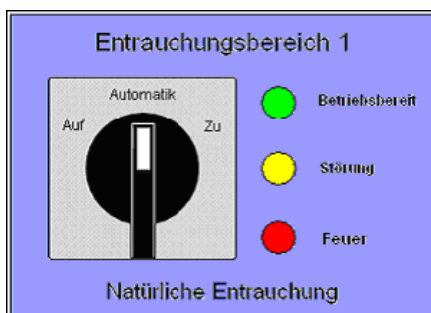 Entrauchungsbereich 1
Automatik
Auf
Zu
Betriebsbereit
Störung
Feuer
Natürliche Entrauchung